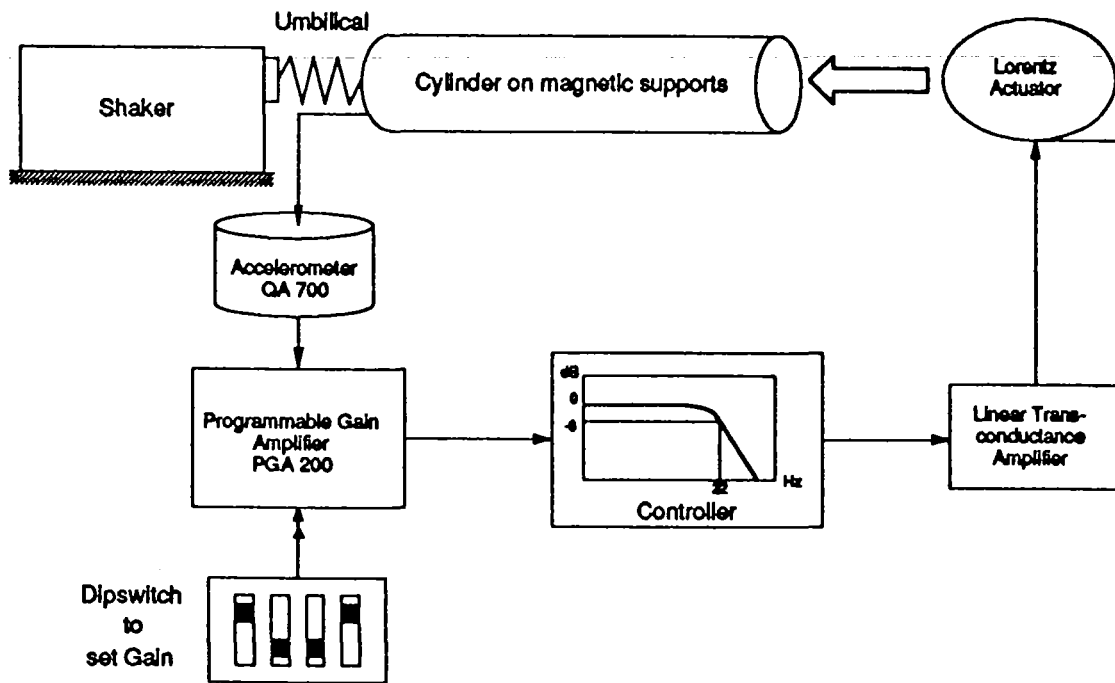 Umbilical
Shaker
Cylinder on magnetic supports
Lorentz
Actuator
Accelerometer
QA 700
Programmable Gain
Amplifier
PGA 200
dB
0
-6
22
Hz
Controller
Linear Trans-
conductance
Amplifier
Dipswitch
to
set Gain